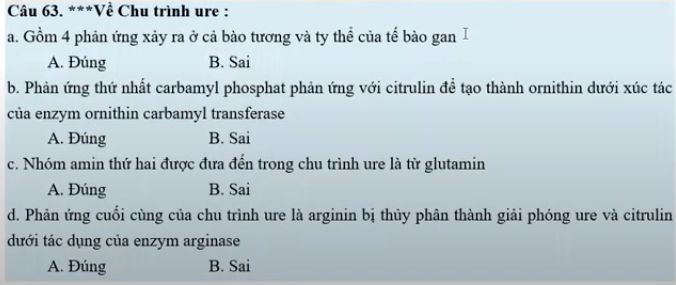 Câu 63. ***Về Chu trình ure :
a. Gồm 4 phản ứng xảy ra ở cả bào tương và ty thể của tế bào gan
A. Đúng B. Sai
b. Phản ứng thứ nhất carbamyl phosphat phản ứng với citrulin để tạo thành ornithin dưới xúc tác
của enzym ornithin carbamyl transferase
A. Đúng B. Sai
c. Nhóm amin thứ hai được đưa đến trong chu trình ure là từ glutamin
A. Đúng B. Sai
d. Phản ứng cuối cùng của chu trình ure là arginin bị thủy phân thành giải phóng ure và citrulin
dưới tác dụng của enzym arginase
A. Đúng B. Sai